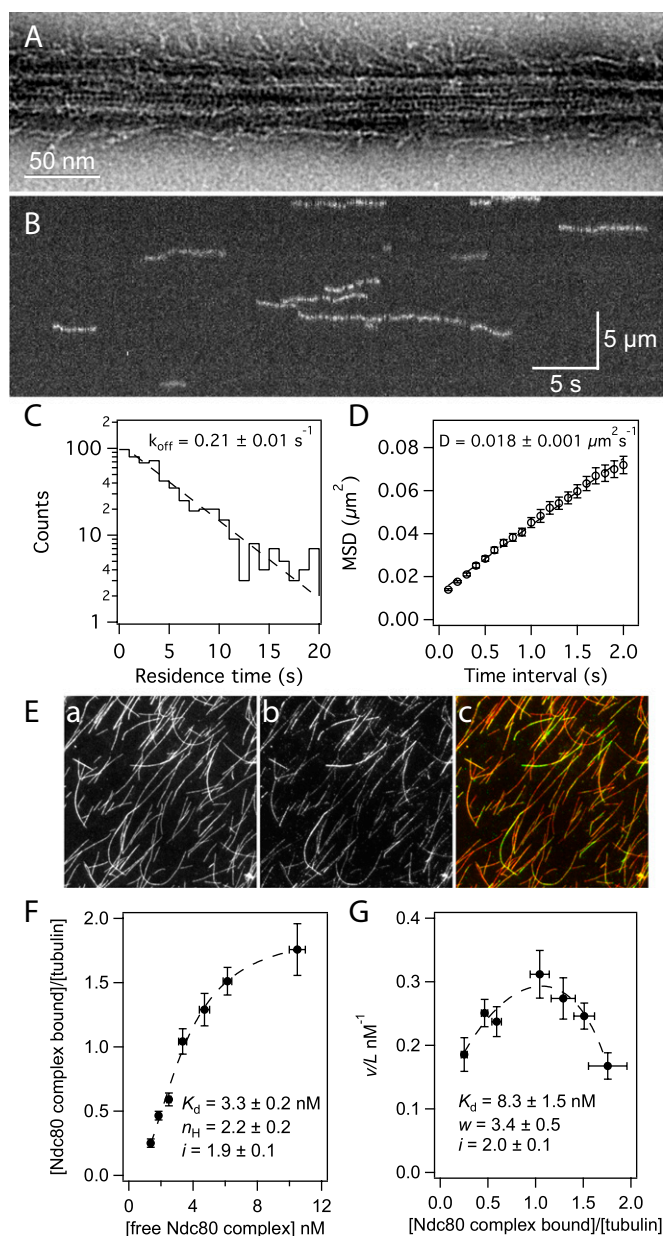 A
50 nm
B
5 µm
5 s
C
k_off = 0.21 ± 0.01 s⁻¹
2
100
8
6
4
2
10
8
6
4
2
1
Counts
0 5 10 15 20
Residence time (s)
D
D = 0.018 ± 0.001 µm²s⁻¹
0.08
0.06
0.04
0.02
0.00
MSD (µm²)
0.0 0.5 1.0 1.5 2.0
Time interval (s)
E
a
b
c
F
2.0
1.5
1.0
0.5
0.0
[Ndc80 complex bound]/[tubulin]
K_d = 3.3 ± 0.2 nM
n_H = 2.2 ± 0.2
i = 1.9 ± 0.1
0 4 8 12
[free Ndc80 complex] nM
G
0.4
0.3
0.2
0.1
0.0
v/L nM⁻¹
K_d = 8.3 ± 1.5 nM
w = 3.4 ± 0.5
i = 2.0 ± 0.1
0.0 0.5 1.0 1.5 2.0
[Ndc80 complex bound]/[tubulin]